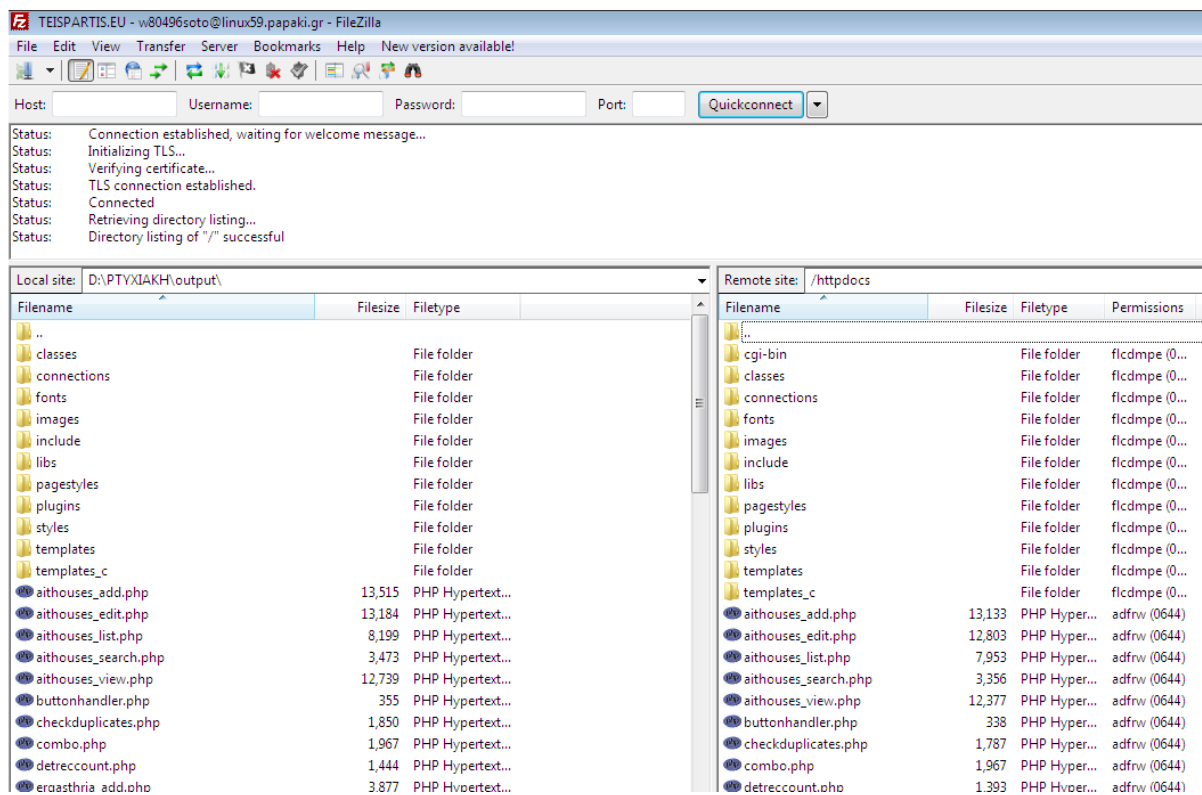 TEISPARTIS.EU - w80496soto@linux59.papaki.gr - FileZilla
File Edit View Transfer Server Bookmarks Help New version available!
Host: Username: Password: Port: Quickconnect
Status: Connection established, waiting for welcome message...
Status: Initializing TLS...
Status: Verifying certificate...
Status: TLS connection established.
Status: Connected
Status: Retrieving directory listing...
Status: Directory listing of "/" successful
Local site: D:\PTYXIAKH\output\
Filename Filesize Filetype
..
classes File folder
connections File folder
fonts File folder
images File folder
include File folder
libs File folder
pagestyles File folder
plugins File folder
styles File folder
templates File folder
templates_c File folder
aithouses_add.php 13,515 PHP Hypertext...
aithouses_edit.php 13,184 PHP Hypertext...
aithouses_list.php 8,199 PHP Hypertext...
aithouses_search.php 3,473 PHP Hypertext...
aithouses_view.php 12,739 PHP Hypertext...
buttonhandler.php 355 PHP Hypertext...
checkduplicates.php 1,850 PHP Hypertext...
combo.php 1,967 PHP Hypertext...
detreccount.php 1,444 PHP Hypertext...
ergasthria_add.php 3,877 PHP Hypertext...
Remote site: /httpdocs
Filename Filesize Filetype Permissions
..
cgi-bin File folder flcdmpe (0...
classes File folder flcdmpe (0...
connections File folder flcdmpe (0...
fonts File folder flcdmpe (0...
images File folder flcdmpe (0...
include File folder flcdmpe (0...
libs File folder flcdmpe (0...
pagestyles File folder flcdmpe (0...
plugins File folder flcdmpe (0...
styles File folder flcdmpe (0...
templates File folder flcdmpe (0...
templates_c File folder flcdmpe (0...
aithouses_add.php 13,133 PHP Hyper... adfrw (0644)
aithouses_edit.php 12,803 PHP Hyper... adfrw (0644)
aithouses_list.php 7,953 PHP Hyper... adfrw (0644)
aithouses_search.php 3,356 PHP Hyper... adfrw (0644)
aithouses_view.php 12,377 PHP Hyper... adfrw (0644)
buttonhandler.php 338 PHP Hyper... adfrw (0644)
checkduplicates.php 1,787 PHP Hyper... adfrw (0644)
combo.php 1,967 PHP Hyper... adfrw (0644)
detreccount.php 1,393 PHP Hyper... adfrw (0644)